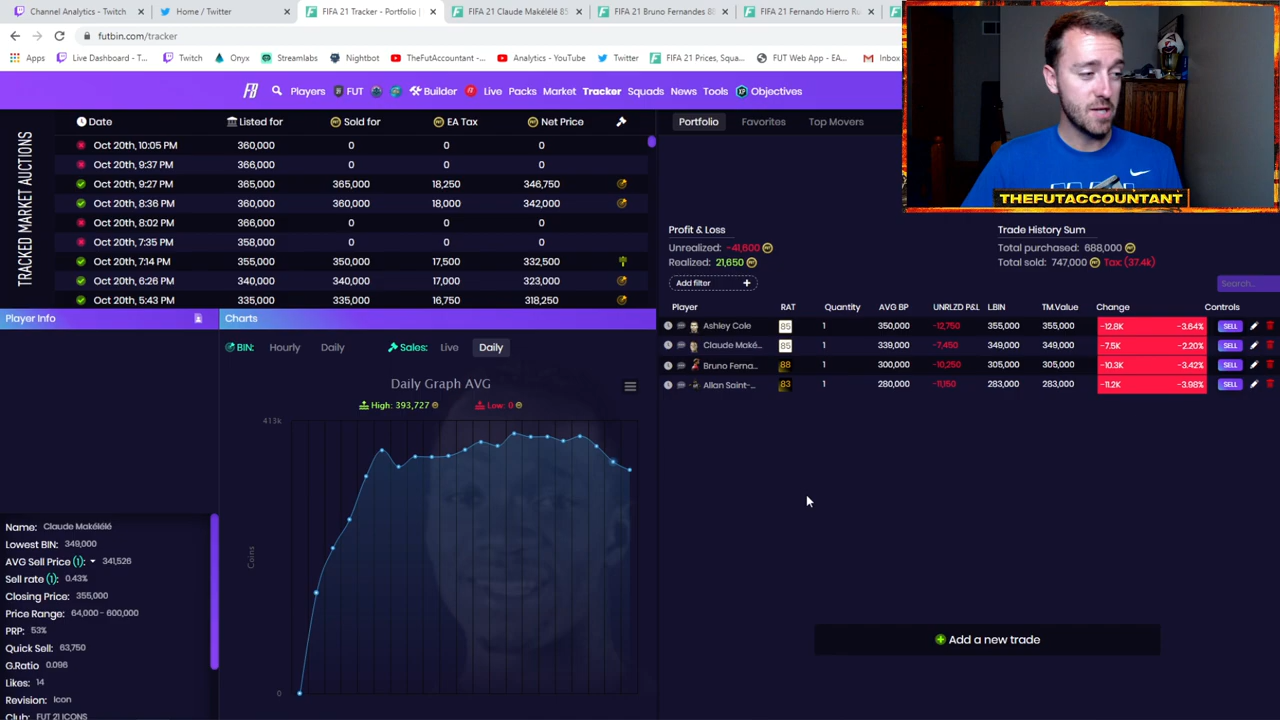 Channel Analytics - Twitch
Home / Twitter
FIFA 21 Tracker - Portfolio |
FIFA 21 Claude Makélélé 85
FIFA 21 Bruno Fernandes 88
FIFA 21 Fernando Hierro
futbin.com/tracker
Apps Live Dashboard - T... Twitch Onyx Streamlabs Nightbot TheFutAccountant -... Analytics - YouTube Twitter FIFA 21 Prices, Squa... FUT Web App - EA... Inbox
Players FUT Builder Live Packs Market Tracker Squads News Tools Objectives
TRACKED MARKET AUCTIONS
Date Listed for Sold for EA Tax Net Price
Oct 20th, 10:05 PM 360,000 0 0 0
Oct 20th, 9:37 PM 366,000 0 0 0
Oct 20th, 9:27 PM 365,000 365,000 18,250 346,750
Oct 20th, 8:36 PM 360,000 360,000 18,000 342,000
Oct 20th, 8:02 PM 363,000 0 0 0
Oct 20th, 7:35 PM 358,000 0 0 0
Oct 20th, 7:14 PM 355,000 350,000 17,500 332,500
Oct 20th, 6:26 PM 340,000 340,000 17,000 323,000
Oct 20th, 5:43 PM 335,000 335,000 16,750 318,250
Portfolio Favorites Top Movers
THEFUTACCOUNTANT
Profit & Loss
Unrealized: -41,600
Realized: 21,650
Add filter +
Trade History Sum
Total purchased: 688,000
Total sold: 747,000 Tax: (37.4k)
Search...
Player RAT Quantity AVG BP UNRLZD P&L LBIN TM.Value Change Controls
Ashley Cole 85 1 350,000 -12,750 355,000 355,000 -12.8K -3.64% SELL
Claude Maké... 85 1 339,000 -7,450 349,000 349,000 -7.5K -2.20% SELL
Bruno Ferna... 88 1 300,000 -10,250 305,000 305,000 -10.3K -3.42% SELL
Allan Saint-... 83 1 280,000 -11,150 283,000 283,000 -11.2K -3.98% SELL
Add a new trade
Player Info
Charts
BIN: Hourly Daily Sales: Live Daily
Daily Graph AVG
High: 393,727 Low: 0
413k
Coins
0
Name: Claude Makélélé
Lowest BIN: 349,000
AVG Sell Price (1): 341,526
Sell rate (1): 0.43%
Closing Price: 355,000
Price Range: 64,000 - 600,000
PRP: 53%
Quick Sell: 63,750
G.Ratio 0.096
Likes: 14
Revision: Icon
Club: FUT 21 ICONS